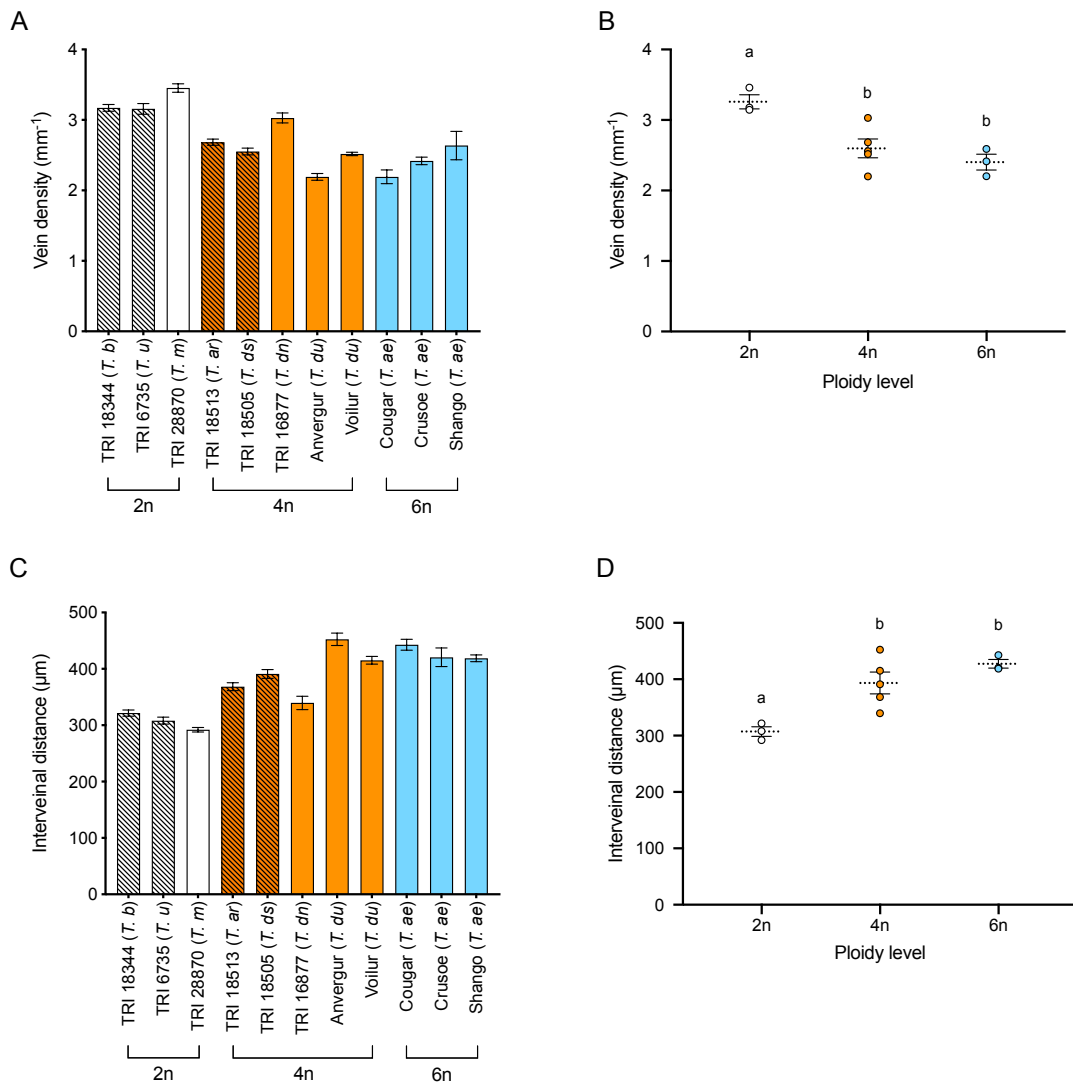 A
Vein density (mm⁻¹)
4
3
2
1
0
TRI 18344 (T. b)
TRI 6735 (T. u)
TRI 28870 (T. m)
TRI 18513 (T. ar)
TRI 18505 (T. ds)
TRI 16877 (T. dn)
Anvergur (T. du)
Voilur (T. du)
Cougar (T. ae)
Crusoe (T. ae)
Shango (T. ae)
2n
4n
6n
B
Vein density (mm⁻¹)
4
3
2
1
0
a
b
b
2n
4n
6n
Ploidy level
C
Interveinal distance (µm)
500
400
300
200
100
0
TRI 18344 (T. b)
TRI 6735 (T. u)
TRI 28870 (T. m)
TRI 18513 (T. ar)
TRI 18505 (T. ds)
TRI 16877 (T. dn)
Anvergur (T. du)
Voilur (T. du)
Cougar (T. ae)
Crusoe (T. ae)
Shango (T. ae)
2n
4n
6n
D
Interveinal distance (µm)
500
400
300
200
100
0
a
b
b
2n
4n
6n
Ploidy level